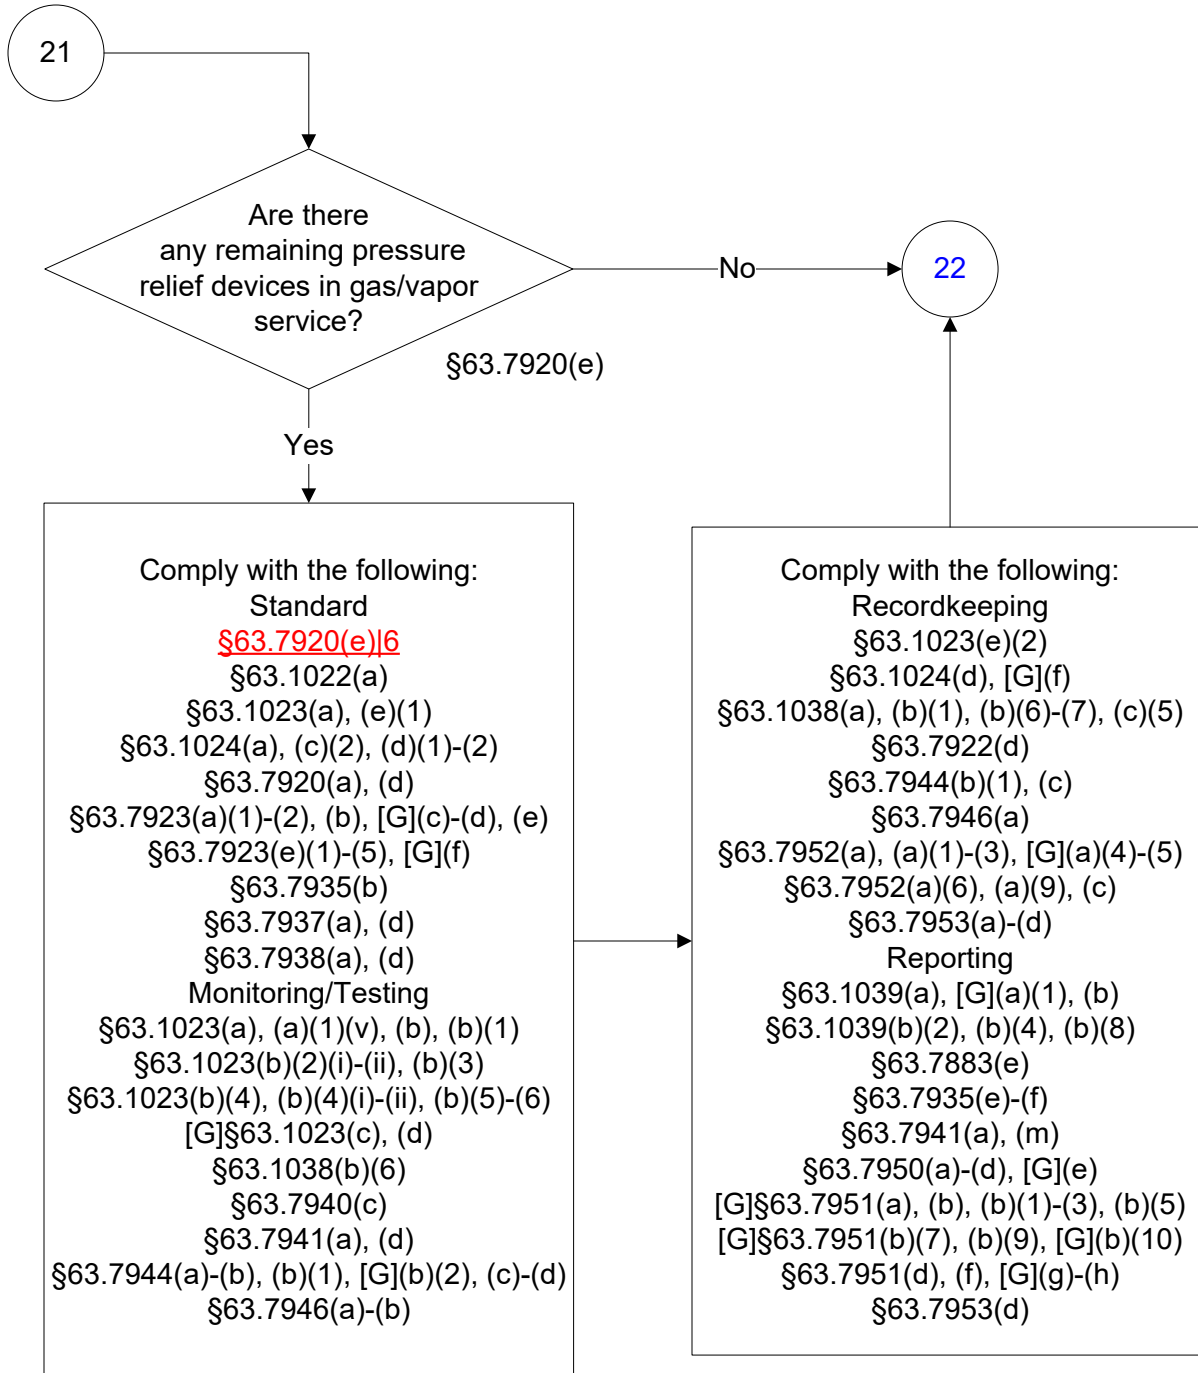 21
Are there
any remaining pressure
relief devices in gas/vapor
service?
§63.7920(e)
No
22
Yes
Comply with the following:
Standard
§63.7920(e)|6
§63.1022(a)
§63.1023(a), (e)(1)
§63.1024(a), (c)(2), (d)(1)-(2)
§63.7920(a), (d)
§63.7923(a)(1)-(2), (b), [G](c)-(d), (e)
§63.7923(e)(1)-(5), [G](f)
§63.7935(b)
§63.7937(a), (d)
§63.7938(a), (d)
Monitoring/Testing
§63.1023(a), (a)(1)(v), (b), (b)(1)
§63.1023(b)(2)(i)-(ii), (b)(3)
§63.1023(b)(4), (b)(4)(i)-(ii), (b)(5)-(6)
[G]§63.1023(c), (d)
§63.1038(b)(6)
§63.7940(c)
§63.7941(a), (d)
§63.7944(a)-(b), (b)(1), [G](b)(2), (c)-(d)
§63.7946(a)-(b)
Comply with the following:
Recordkeeping
§63.1023(e)(2)
§63.1024(d), [G](f)
§63.1038(a), (b)(1), (b)(6)-(7), (c)(5)
§63.7922(d)
§63.7944(b)(1), (c)
§63.7946(a)
§63.7952(a), (a)(1)-(3), [G](a)(4)-(5)
§63.7952(a)(6), (a)(9), (c)
§63.7953(a)-(d)
Reporting
§63.1039(a), [G](a)(1), (b)
§63.1039(b)(2), (b)(4), (b)(8)
§63.7883(e)
§63.7935(e)-(f)
§63.7941(a), (m)
§63.7950(a)-(d), [G](e)
[G]§63.7951(a), (b), (b)(1)-(3), (b)(5)
[G]§63.7951(b)(7), (b)(9), [G](b)(10)
§63.7951(d), (f), [G](g)-(h)
§63.7953(d)